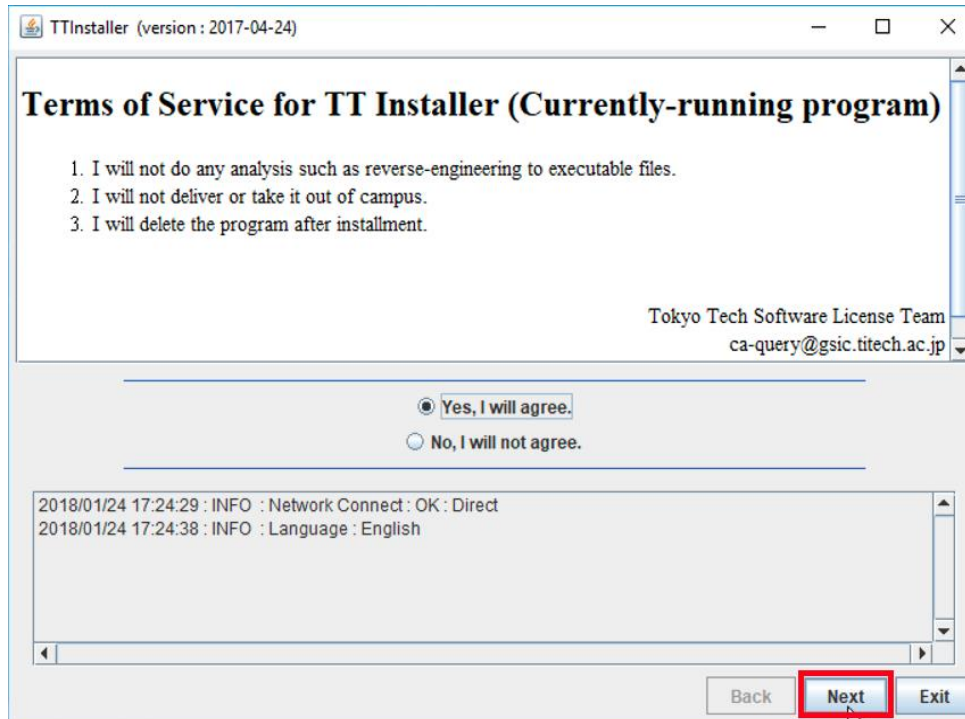 TTInstaller (version : 2017-04-24)
Terms of Service for TT Installer (Currently-running program)
1. I will not do any analysis such as reverse-engineering to executable files.
2. I will not deliver or take it out of campus.
3. I will delete the program after installment.
Tokyo Tech Software License Team
ca-query@gsic.titech.ac.jp
Yes, I will agree.
No, I will not agree.
2018/01/24 17:24:29 : INFO : Network Connect : OK : Direct
2018/01/24 17:24:38 : INFO : Language : English
Back Next Exit